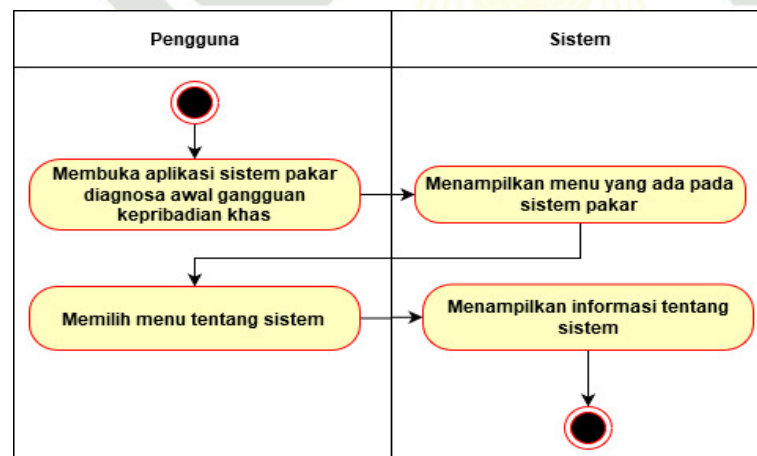 Pengguna
Sistem
Membuka aplikasi sistem pakar
diagnosa awal gangguan
kepribadian khas
Menampilkan menu yang ada pada
sistem pakar
Memilih menu tentang sistem
Menampilkan informasi tentang
sistem